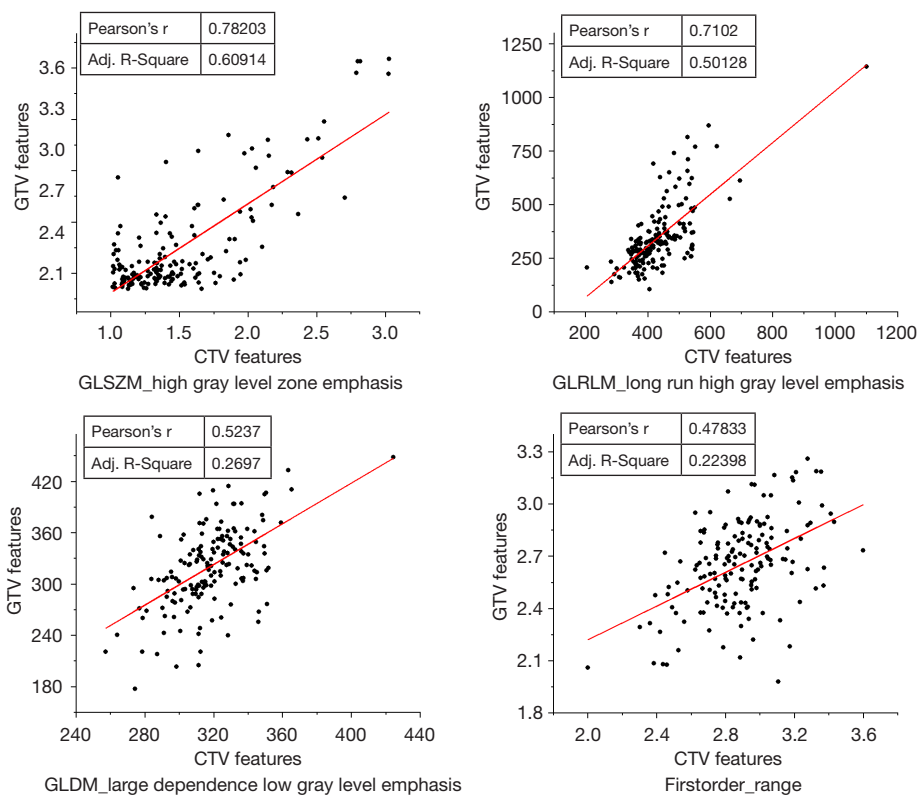 Pearson's r 0.78203
Adj. R-Square 0.60914
3.6
3.3
3.0
2.7
2.4
2.1
GTV features
1.0 1.5 2.0 2.5 3.0
CTV features
GLSZM_high gray level zone emphasis
Pearson's r 0.7102
Adj. R-Square 0.50128
1250
1000
750
500
250
0
GTV features
200 400 600 800 1000 1200
CTV features
GLRLM_long run high gray level emphasis
Pearson's r 0.5237
Adj. R-Square 0.2697
420
360
300
240
180
GTV features
240 280 320 360 400 440
CTV features
GLDM_large dependence low gray level emphasis
Pearson's r 0.47833
Adj. R-Square 0.22398
3.3
3.0
2.7
2.4
2.1
1.8
GTV features
2.0 2.4 2.8 3.2 3.6
CTV features
Firstorder_range